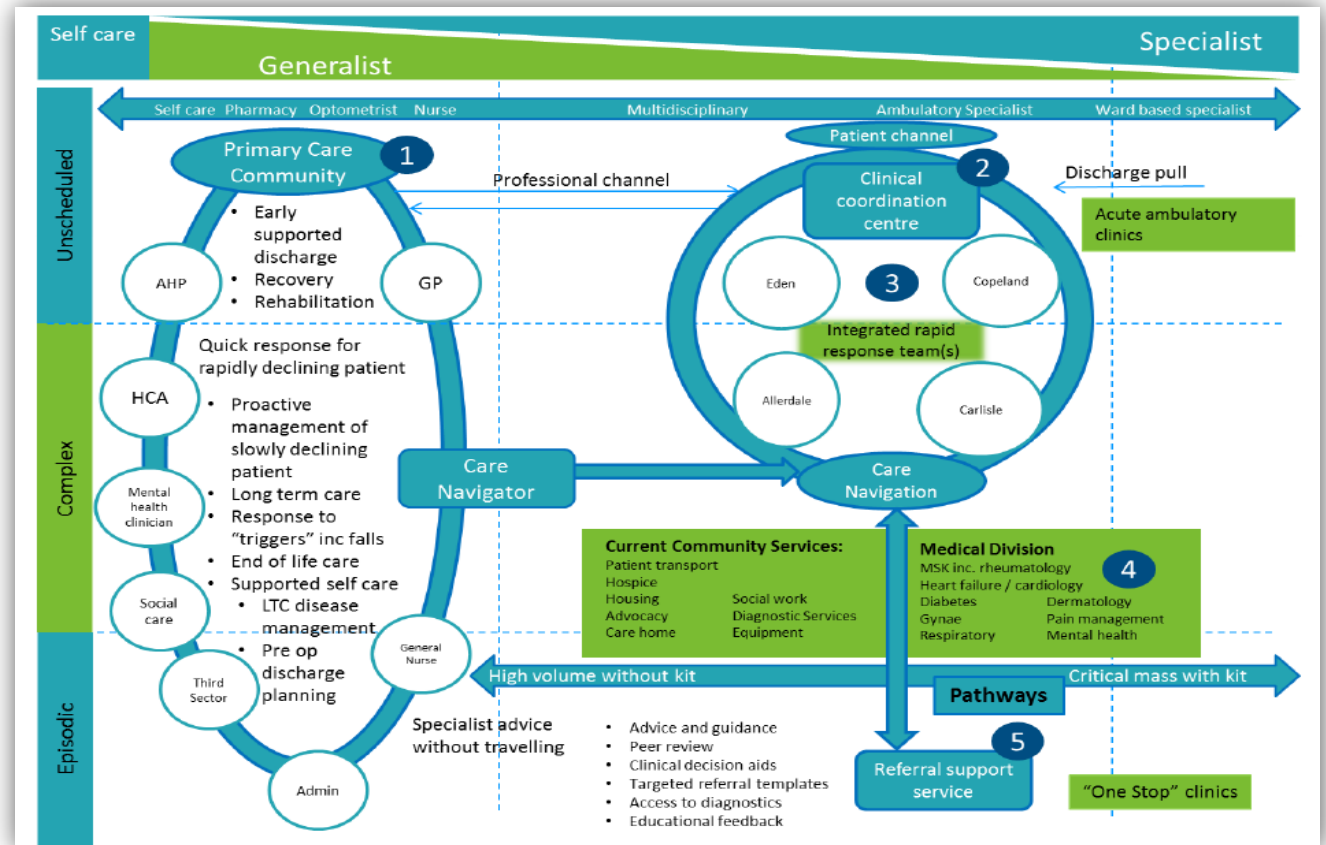 Self care
Generalist
Specialist
Self care Pharmacy Optometrist Nurse Multidisciplinary Ambulatory Specialist Ward based specialist
Unscheduled
Complex
Episodic
Primary Care
Community
1
Professional channel
Patient channel
Clinical
coordination
centre
2
Discharge pull
Acute ambulatory
clinics
• Early
supported
discharge
• Recovery
• Rehabilitation
AHP
GP
Eden
3
Copeland
Integrated rapid
response team(s)
Allerdale
Carlisle
Quick response for
rapidly declining patient
HCA
• Proactive
management of
slowly declining
patient
• Long term care
• Response to
"triggers" inc falls
• End of life care
• Supported self care
• LTC disease
management
• Pre op
discharge
planning
Mental
health
clinician
Social
care
Third
Sector
Admin
General
Nurse
Care
Navigator
Care
Navigation
Current Community Services:
Patient transport
Hospice
Housing Social work
Advocacy Diagnostic Services
Care home Equipment
Medical Division
MSK inc. rheumatology
Heart failure / cardiology
Diabetes Dermatology
Gynae Pain management
Respiratory Mental health
4
High volume without kit
Critical mass with kit
Pathways
Specialist advice
without travelling
• Advice and guidance
• Peer review
• Clinical decision aids
• Targeted referral templates
• Access to diagnostics
• Educational feedback
5
Referral support
service
"One Stop" clinics